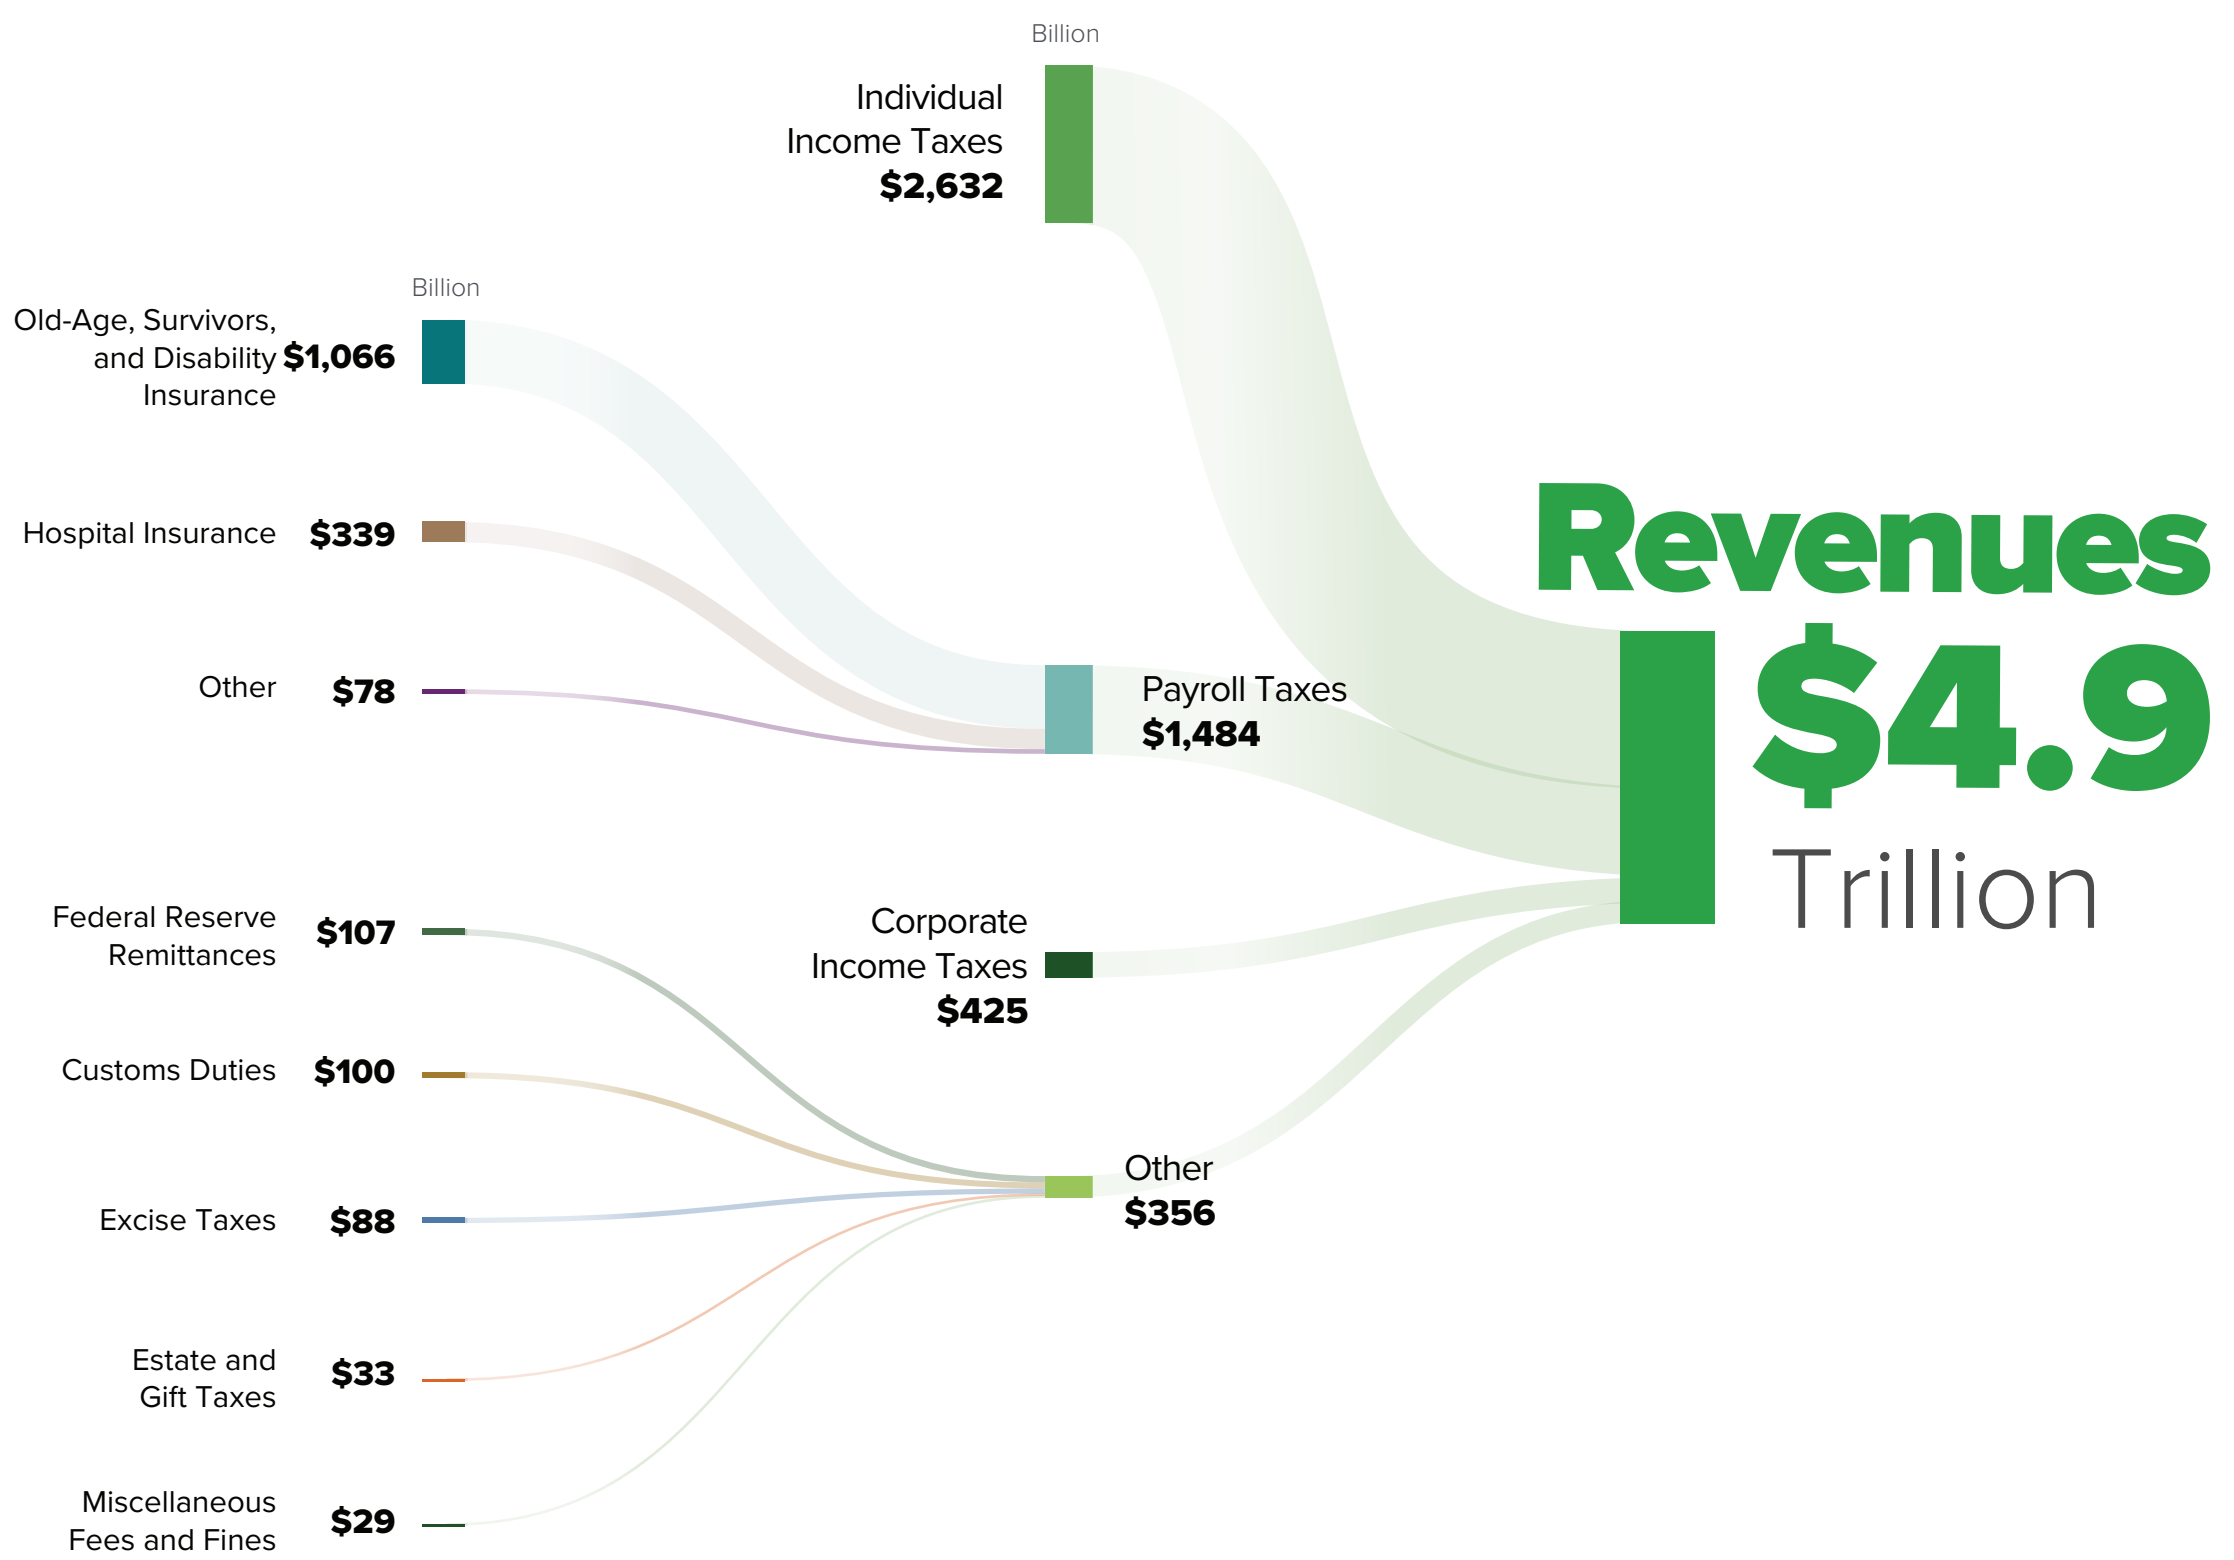 Billion
Individual
Income Taxes
$2,632
Billion
Old-Age, Survivors,
and Disability $1,066
Insurance
Hospital Insurance $339
Other $78
Payroll Taxes
$1,484
Revenues
$4.9
Trillion
Federal Reserve
Remittances
$107
Corporate
Income Taxes
$425
Customs Duties $100
Other
$356
Excise Taxes $88
Estate and
Gift Taxes
$33
Miscellaneous
Fees and Fines
$29